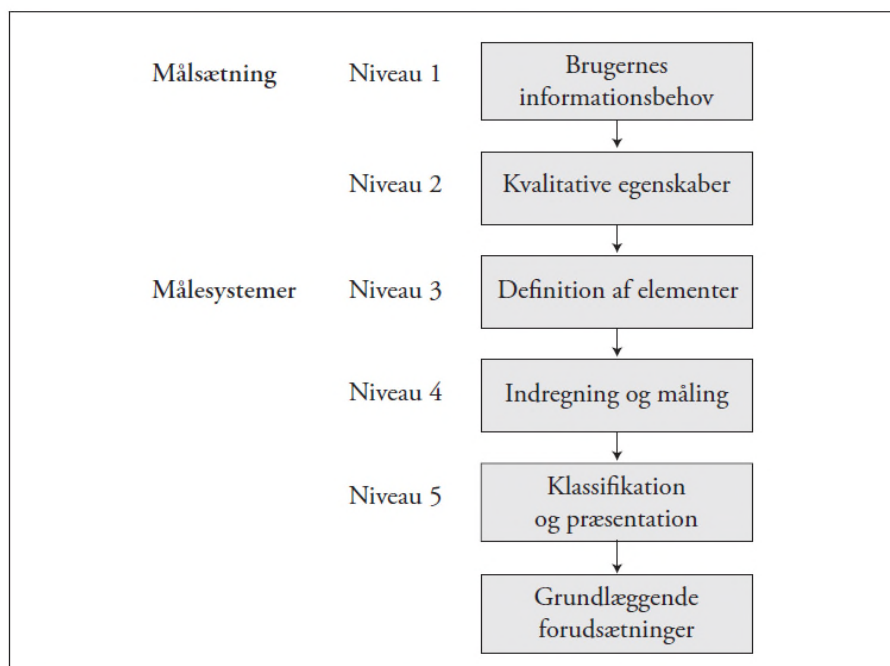 Målsætning Niveau 1 Brugernes
informationsbehov
Niveau 2 Kvalitative egenskaber
Målesystemer Niveau 3 Definition af elementer
Niveau 4 Indregning og måling
Niveau 5 Klassifikation
og præsentation
Grundlæggende
forudsætninger